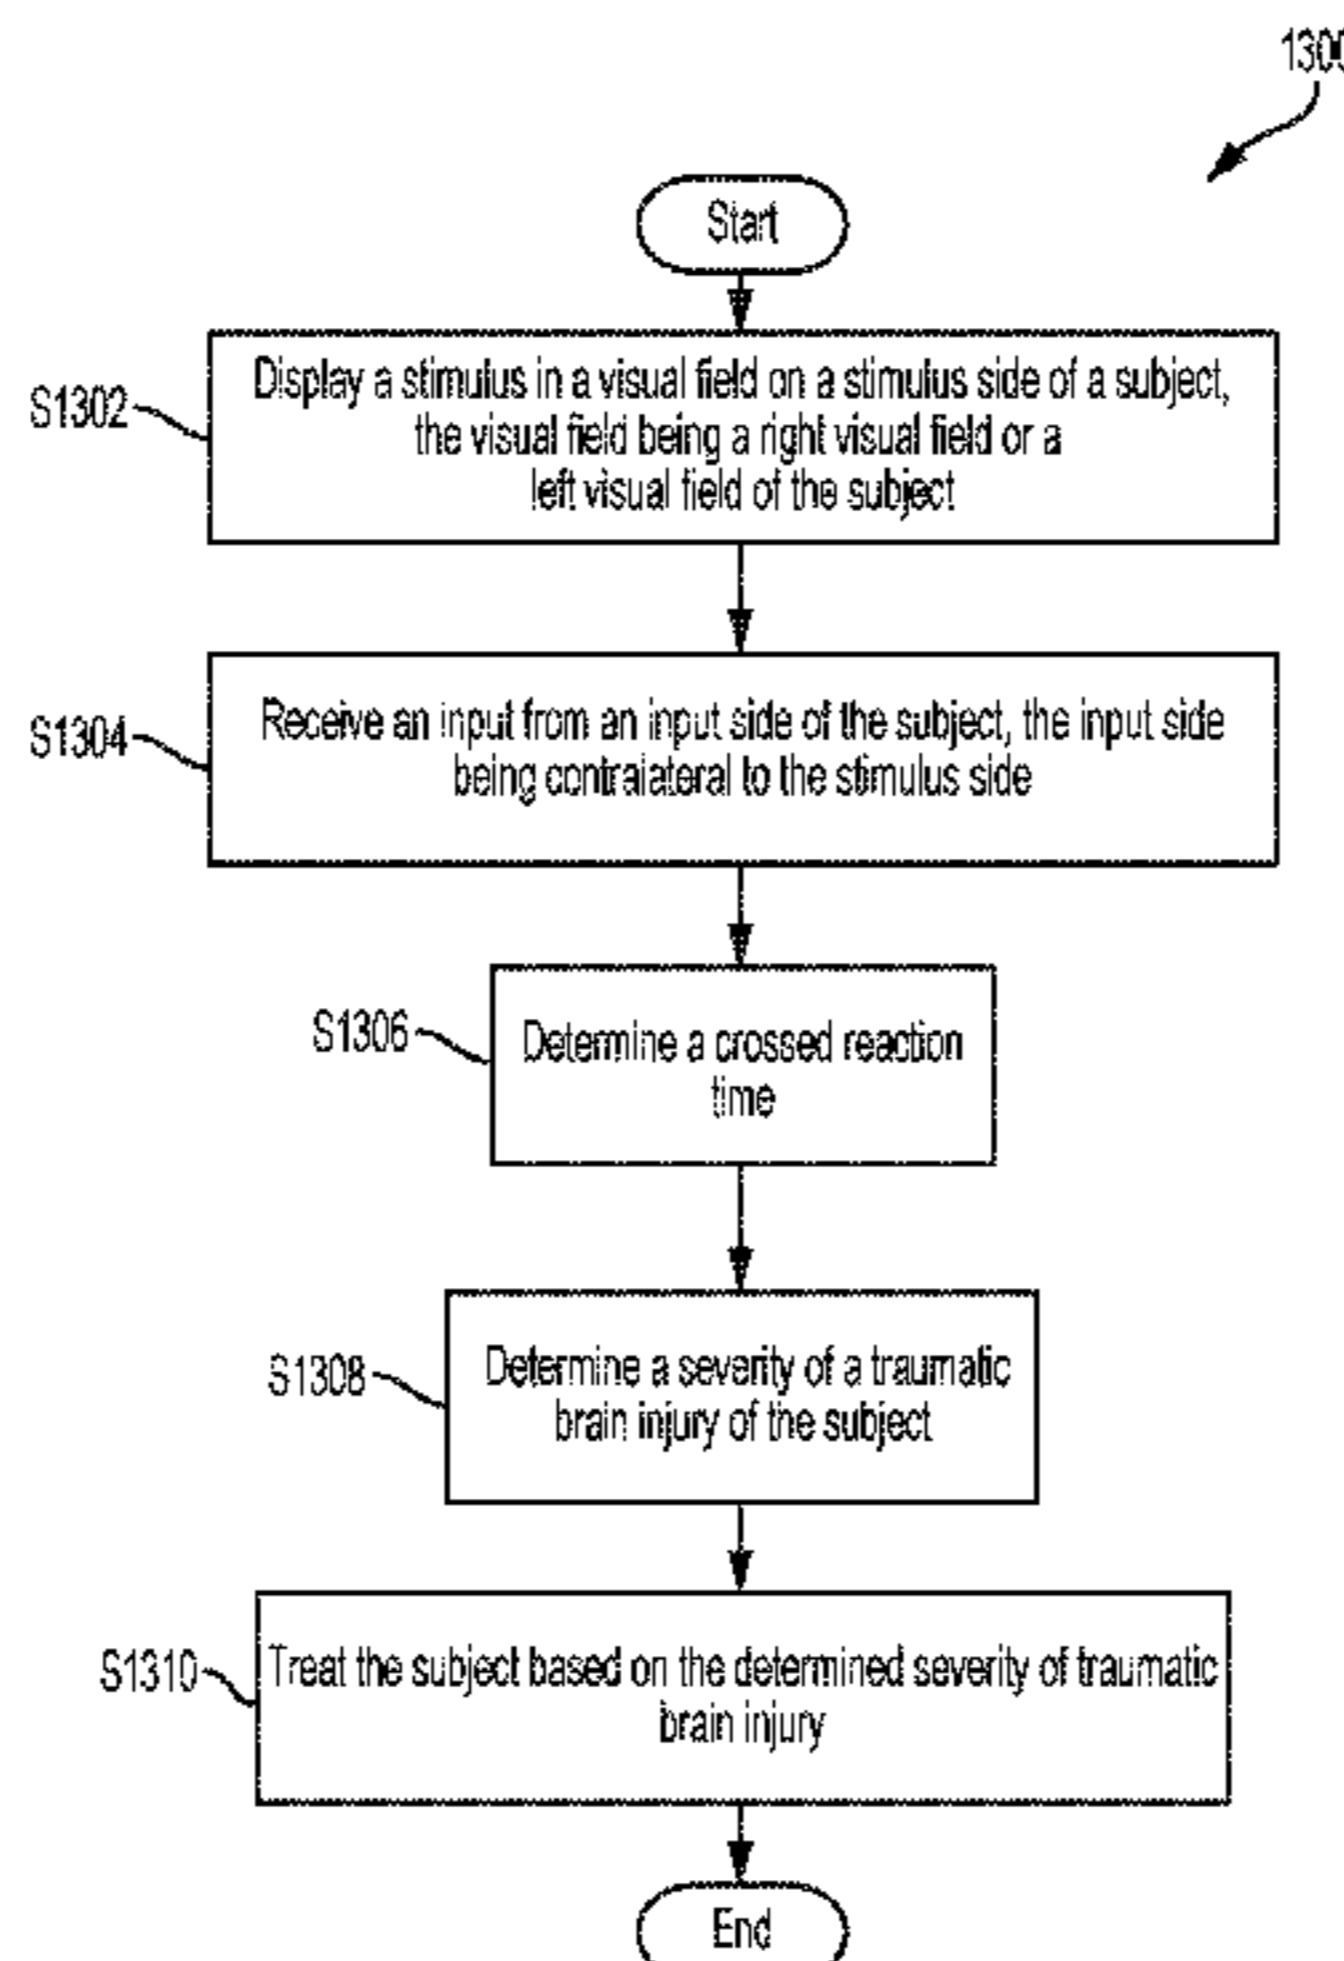 1300
Start
S1302
Display a stimulus in a visual field on a stimulus side of a subject,
the visual field being a right visual field or a
left visual field of the subject
S1304
Receive an input from an input side of the subject, the input side
being contralateral to the stimulus side
S1306
Determine a crossed reaction
time
S1308
Determine a severity of a traumatic
brain injury of the subject
S1310
Treat the subject based on the determined severity of traumatic
brain injury
End